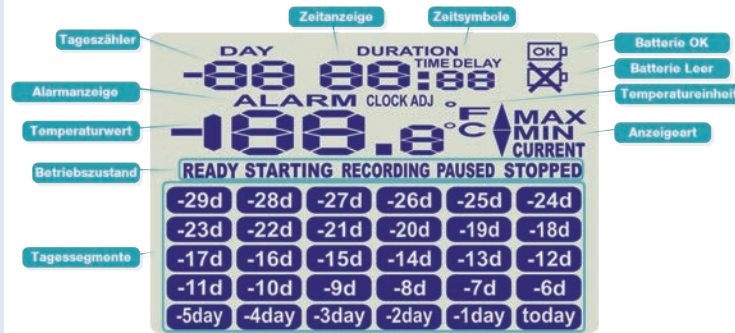 Zeitanzeige Zeitsymbole
Tageszähler DAY DURATION OK Batterie OK
TIME DELAY
-88 88:88 Batterie Leer
Alarmanzeige ALARM CLOCK ADJ °F Temperatureinheit
Temperaturwert -188.8 °C MAX
MIN Anzeigeart
CURRENT
Betriebszustand READY STARTING RECORDING PAUSED STOPPED
-29d -28d -27d -26d -25d -24d
-23d -22d -21d -20d -19d -18d
Tagessegmente -17d -16d -15d -14d -13d -12d
-11d -10d -9d -8d -7d -6d
-5day -4day -3day -2day -1day today